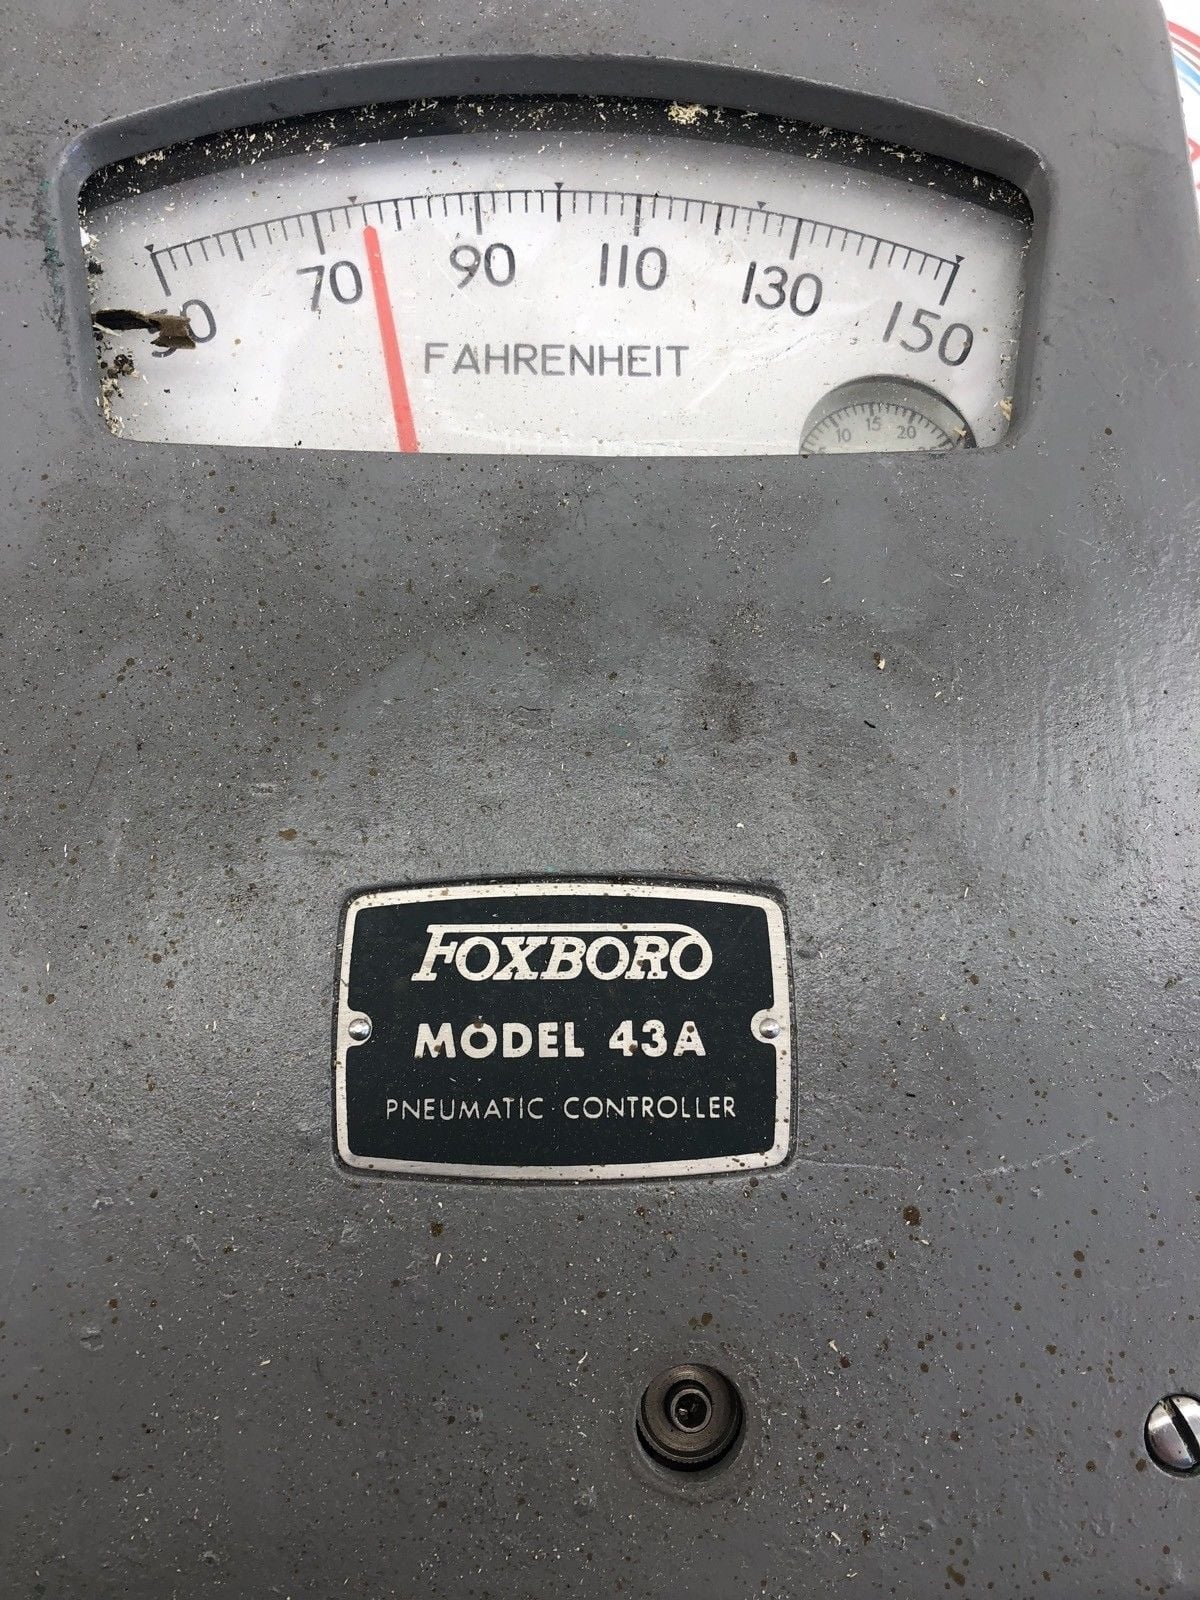 70 90 110 130 150
FAHRENHEIT
10 15 20
FOXBORO
MODEL 43A
PNEUMATIC · CONTROLLER